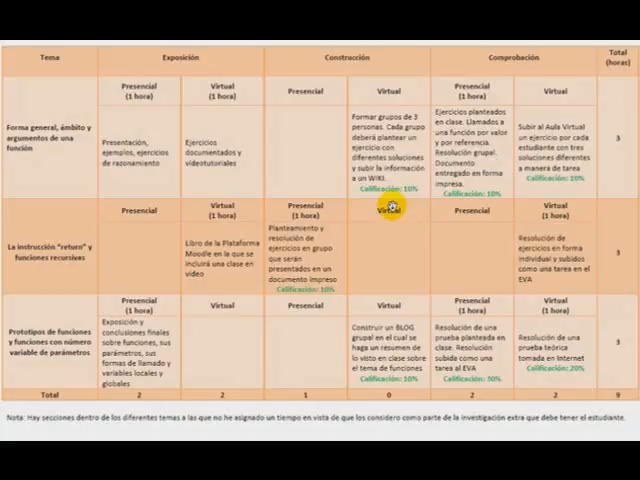 Tema
Exposición
Construcción
Comprobación
Total
(horas)
Presencial
(1 hora)
Virtual
(1 hora)
Presencial
Virtual
Presencial
(1 hora)
Virtual
Forma general, ámbito y
argumentos de una
función
Presentación,
ejemplos, ejercicios
de razonamiento
Ejercicios
documentados y
videotutoriales
Formar grupos de 3
personas. Cada grupo
deberá plantear un
ejercicio con
diferentes soluciones
y subir la información
a un WIKI.
Calificación: 10%
Ejercicios planteados
en clase. Llamados a
una función por valor y
por referencia.
Resolución grupal.
Documento
entregado en forma
impresa.
Calificación: 10%
Subir al Aula Virtual
un ejercicio por cada
estudiante con tres
soluciones diferentes
a manera de tarea
Calificación: 10%
3
Presencial
Virtual
(1 hora)
Presencial
(1 hora)
Virtual
Presencial
Virtual
(1 hora)
La instrucción "return" y
funciones recursivas
Libro de la Plataforma
Moodle en la que se
incluirá una clase en
video
Planteamiento y
resolución de
ejercicios en grupo
que serán
presentados en un
documento impreso
Calificación: 10%
Resolución de
ejercicios en forma
individual y subidos
como una tarea en el
EVA
3
Presencial
(1 hora)
Virtual
Presencial
Virtual
Presencial
(1 hora)
Virtual
(1 hora)
Prototipos de funciones
y funciones con número
variable de parámetros
Exposición y
conclusiones finales
sobre funciones, sus
parámetros, sus
formas de llamado y
variables locales y
globales
Construir un BLOG
grupal en el cual se
haga un resumen de
lo visto en clase sobre
el tema de funciones
Calificación: 10%
Resolución de una
prueba planteada en
clase. Resolución
subida como una
tarea al EVA
Calificación: 30%
Resolución de una
prueba teórica
tomada en Internet
Calificación: 20%
3
Total
2
2
1
0
2
2
9
Nota: Hay secciones dentro de los diferentes temas a las que no he asignado un tiempo en vista de que los considero como parte de la investigación extra que debe tener el estudiante.